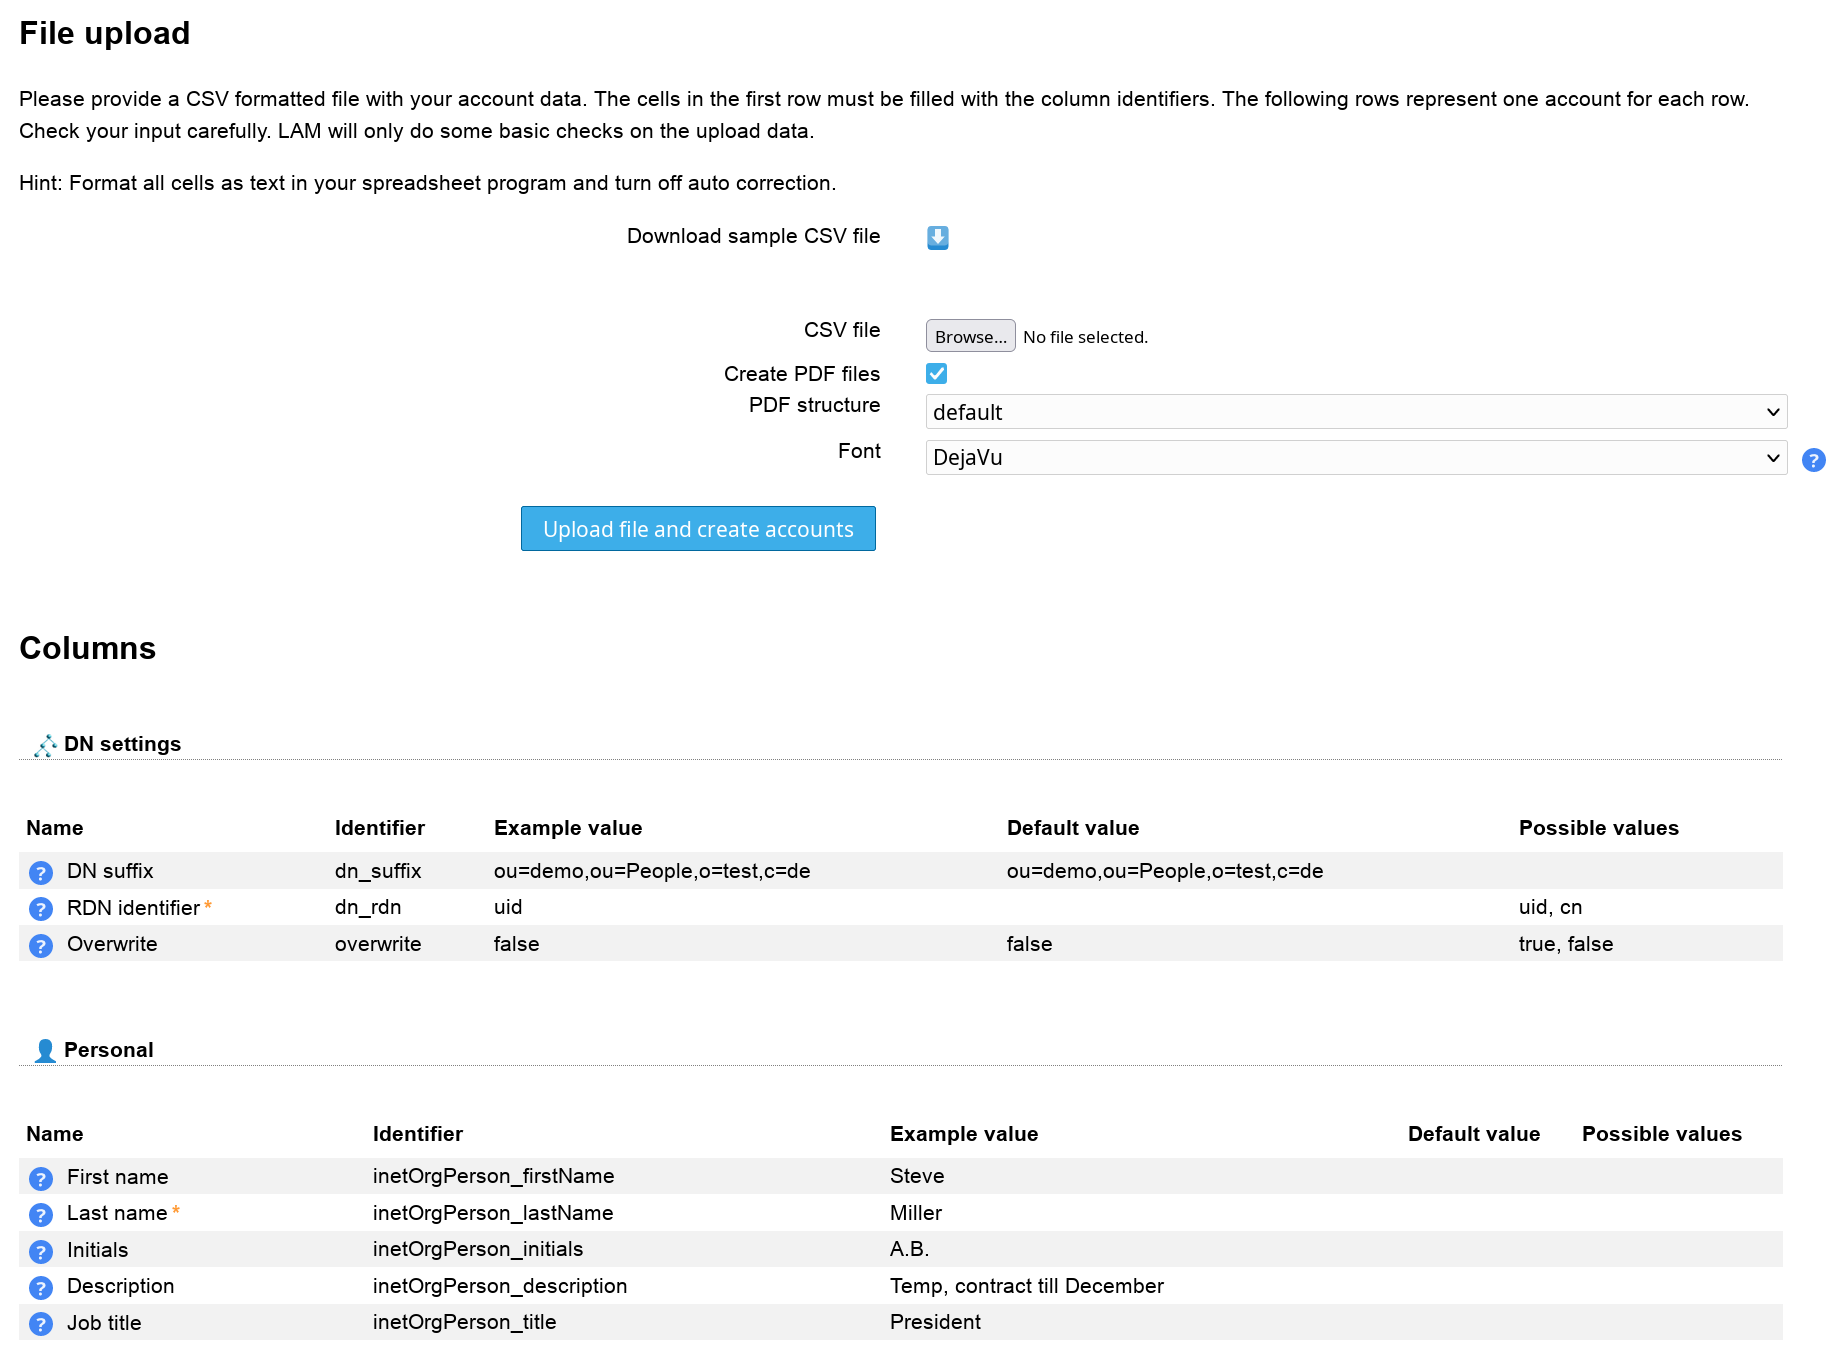 File upload
Please provide a CSV formatted file with your account data. The cells in the first row must be filled with the column identifiers. The following rows represent one account for each row.
Check your input carefully. LAM will only do some basic checks on the upload data.
Hint: Format all cells as text in your spreadsheet program and turn off auto correction.
Download sample CSV file
CSV file Browse... No file selected.
Create PDF files
PDF structure default
Font DejaVu ?
Upload file and create accounts
Columns
DN settings
Name Identifier Example value Default value Possible values
? DN suffix dn_suffix ou=demo,ou=People,o=test,c=de ou=demo,ou=People,o=test,c=de
? RDN identifier * dn_rdn uid uid, cn
? Overwrite overwrite false false true, false
Personal
Name Identifier Example value Default value Possible values
? First name inetOrgPerson_firstName Steve
? Last name * inetOrgPerson_lastName Miller
? Initials inetOrgPerson_initials A.B.
? Description inetOrgPerson_description Temp, contract till December
? Job title inetOrgPerson_title President